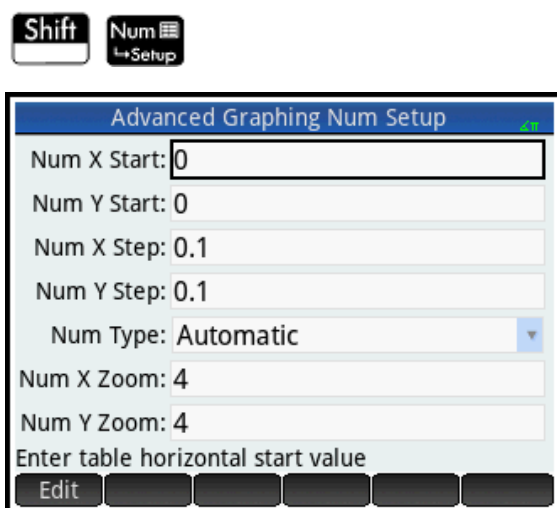 Shift Num
↳Setup
Advanced Graphing Num Setup
∡π
Num X Start: 0
Num Y Start: 0
Num X Step: 0.1
Num Y Step: 0.1
Num Type: Automatic
Num X Zoom: 4
Num Y Zoom: 4
Enter table horizontal start value
Edit